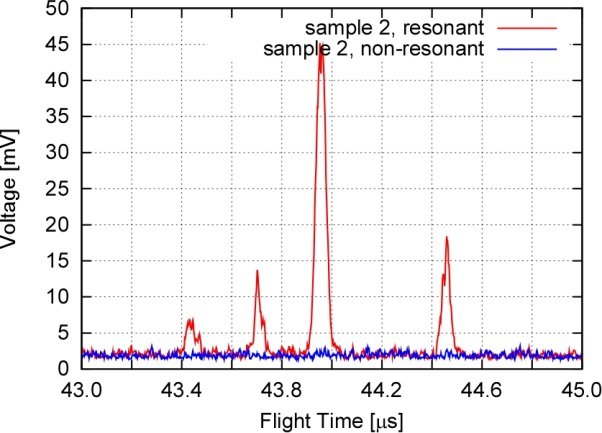 sample 2, resonant
sample 2, non-resonant
50
45
40
35
30
25
20
15
10
5
0
Voltage [mV]
43.0 43.4 43.8 44.2 44.6 45.0
Flight Time [μs]